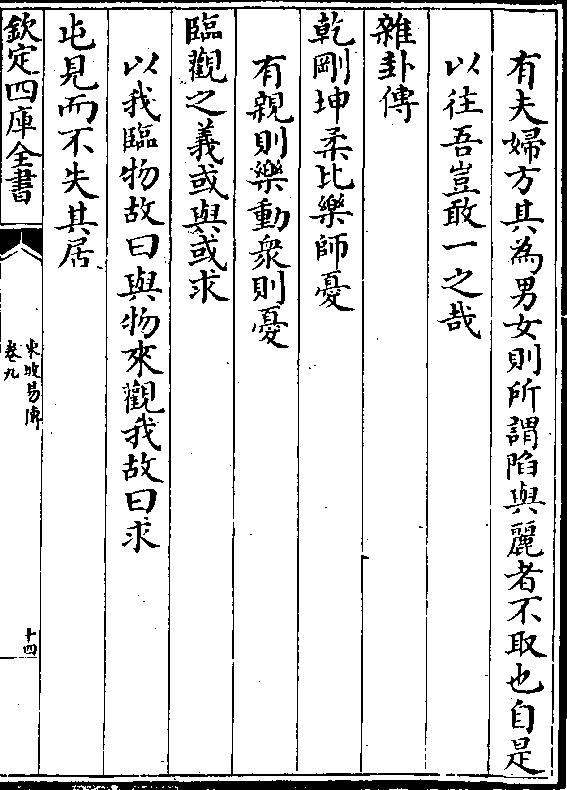 有夫婦方其為男女則所謂陷與麗者不取也自是
以往吾豈敢一之哉
雜卦傳
乾剛坤柔比樂師憂
有親則樂動衆則憂
臨觀之義或與或求
以我臨物故曰與物來觀我故曰求
屯見而不失其居
欽定四庫全書
東坡易傳
卷九
十四